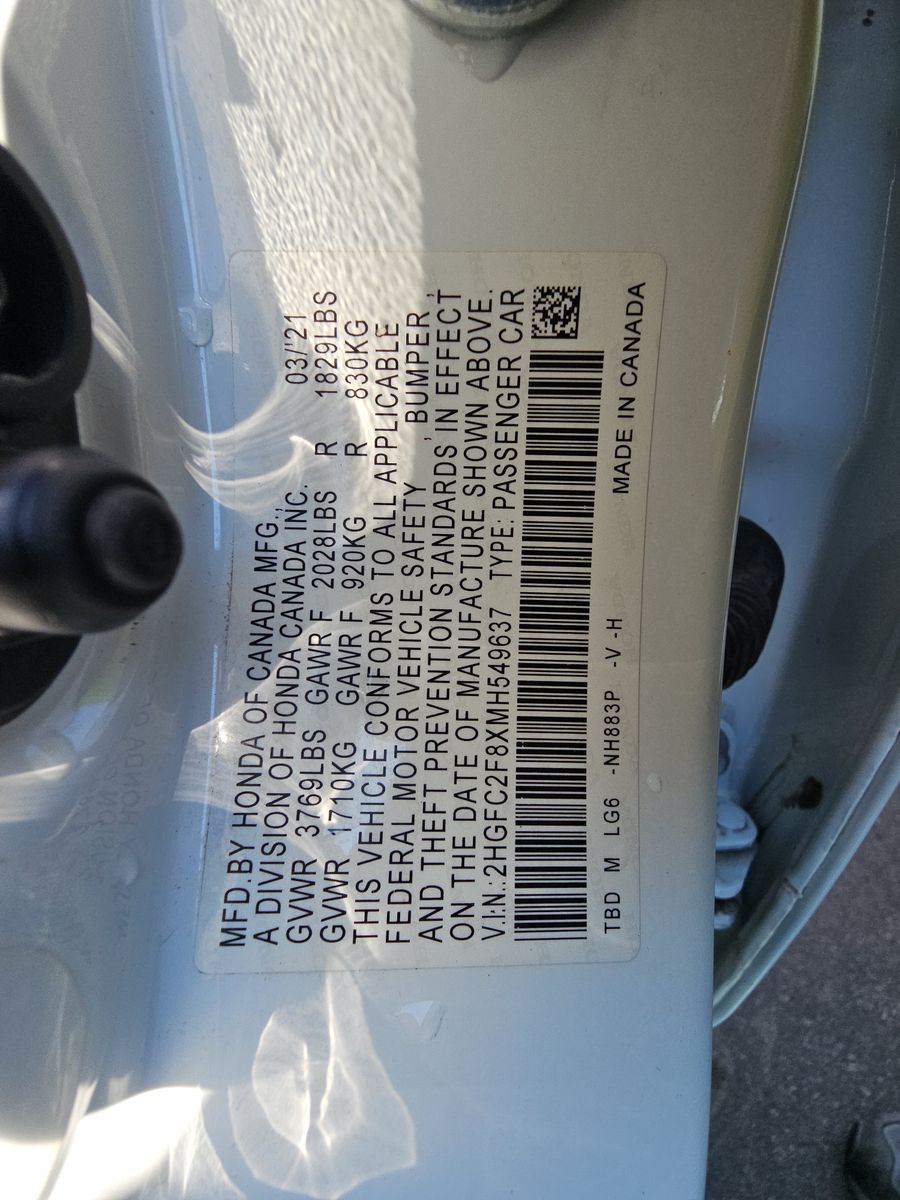 MFD.BY HONDA OF CANADA MFG., 03/'21
A DIVISION OF HONDA CANADA INC.
GVWR 3769LBS GAWR F 2028LBS R 1829LBS
GVWR 1710KG GAWR F 920KG R 830KG
THIS VEHICLE CONFORMS TO ALL APPLICABLE
FEDERAL MOTOR VEHICLE SAFETY, BUMPER,
AND THEFT PREVENTION STANDARDS IN EFFECT
ON THE DATE OF MANUFACTURE SHOWN ABOVE.
V.I.N.:2HGFC2F8XMH549637 TYPE: PASSENGER CAR
TBD M LG6 -NH883P -V -H MADE IN CANADA